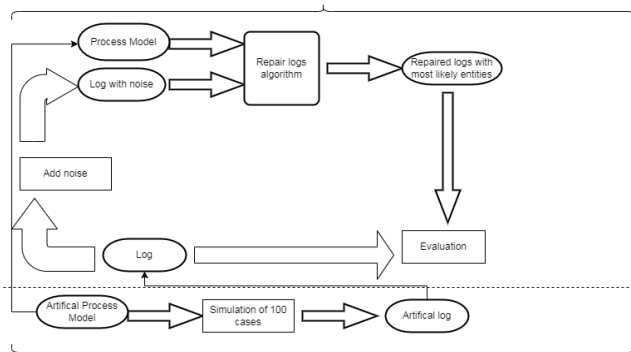 Process Model
Log with noise
Repair logs
algorithm
Repaired logs with
most likely entities
Add noise
Log
Evaluation
Artifical Process
Model
Simulation of 100
cases
Artifical log